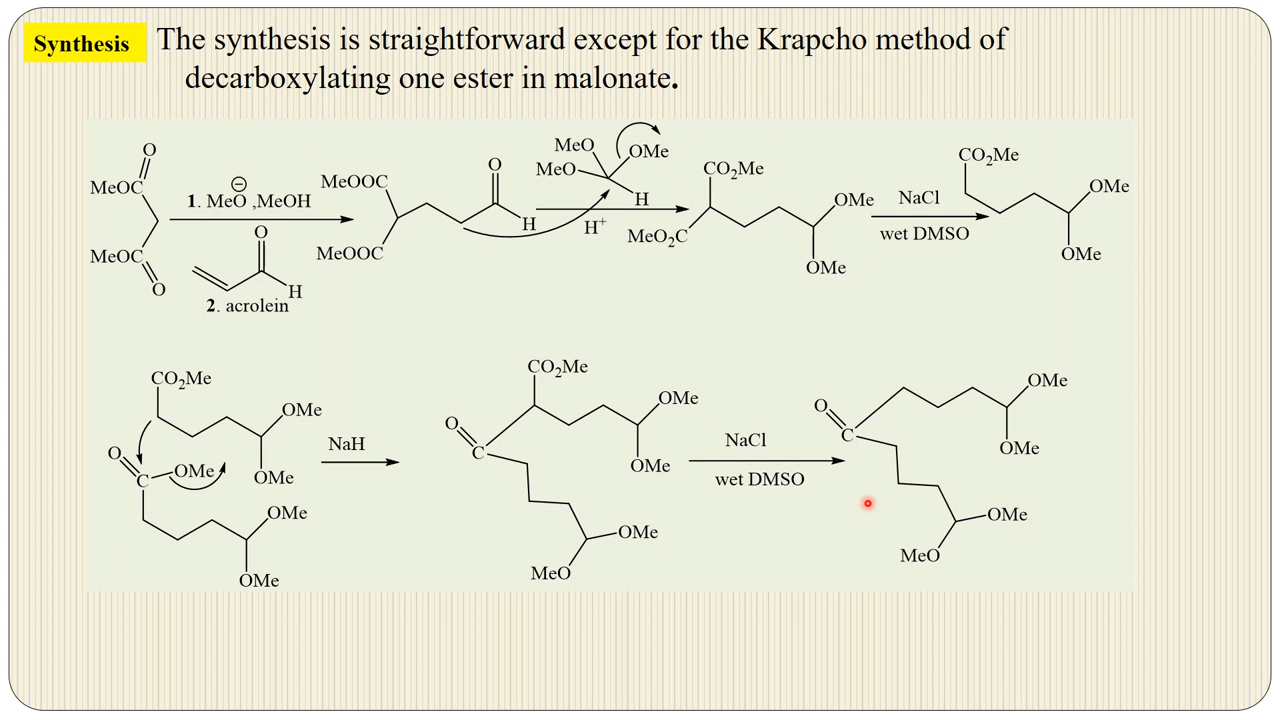 Synthesis
The synthesis is straightforward except for the Krapcho method of
decarboxylating one ester in malonate.
O
MeOC
MeOC
O
1. MeO⊖ ,MeOH
O
H
2. acrolein
MeOOC
MeOOC
O
H
MeO
MeO
OMe
H
H⁺
CO₂Me
MeO₂C
OMe
OMe
NaCl
wet DMSO
CO₂Me
OMe
OMe
CO₂Me
OMe
OMe
O
C
OMe
OMe
OMe
NaH
CO₂Me
O
C
OMe
OMe
OMe
MeO
NaCl
wet DMSO
O
C
OMe
OMe
OMe
MeO